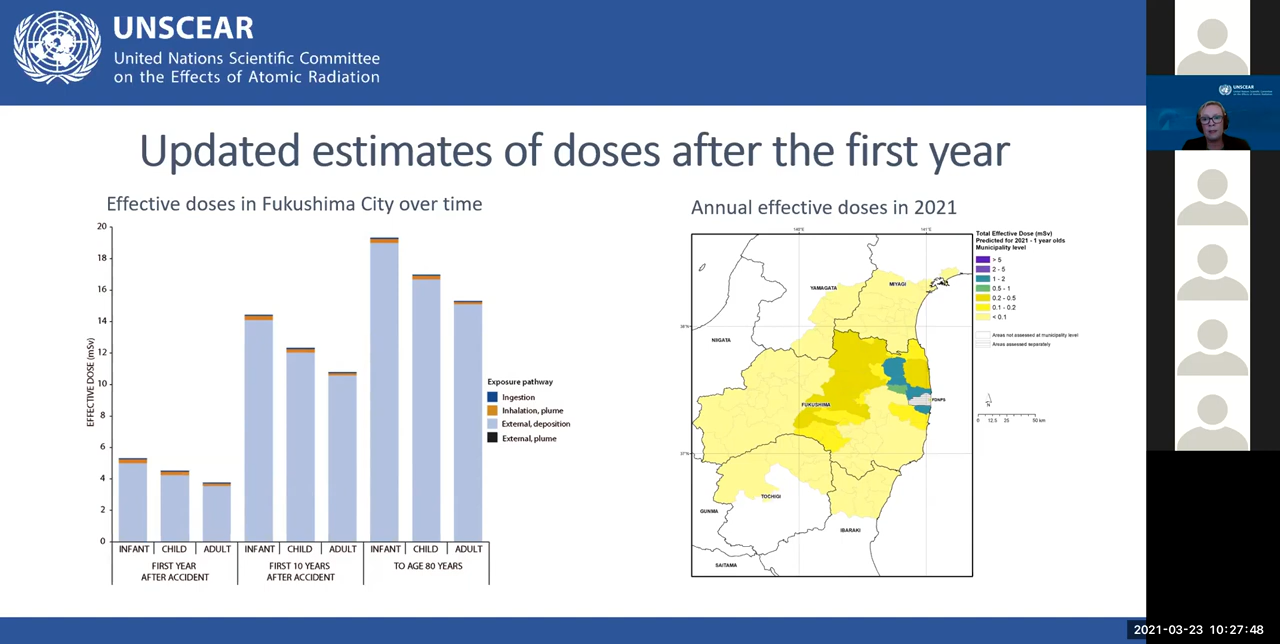 UNSCEAR
United Nations Scientific Committee
on the Effects of Atomic Radiation
Updated estimates of doses after the first year
Effective doses in Fukushima City over time
EFFECTIVE DOSE (mSv)
20
18
16
14
12
10
8
6
4
2
0
INFANT CHILD ADULT INFANT CHILD ADULT INFANT CHILD ADULT
FIRST YEAR
AFTER ACCIDENT
FIRST 10 YEARS
AFTER ACCIDENT
TO AGE 80 YEARS
Exposure pathway
Ingestion
Inhalation, plume
External, deposition
External, plume
Annual effective doses in 2021
140°E 141°E
38°N
37°N
YAMAGATA
MIYAGI
NIIGATA
FUKUSHIMA
FDNPS
TOCHIGI
GUNMA
IBARAKI
SAITAMA
Total Effective Dose (mSv)
Predicted for 2021 - 1 year olds
Municipality level
> 5
2 - 5
1 - 2
0.5 - 1
0.2 - 0.5
0.1 - 0.2
< 0.1
Areas not assessed at municipality level
Areas assessed separately
N
0 12.5 25 50 km
UNSCEAR
2021-03-23 10:27:48